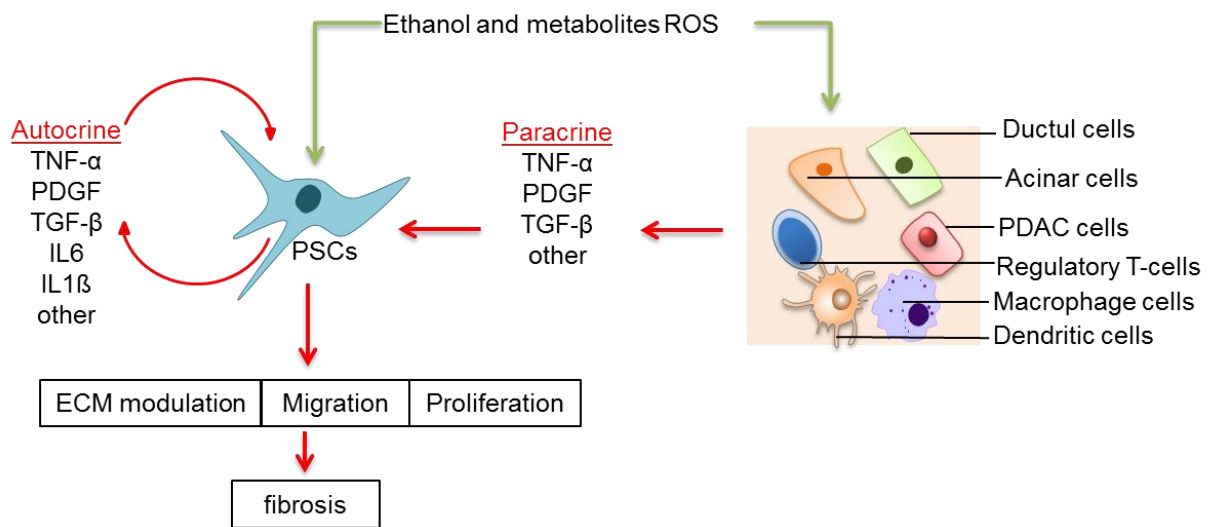 Ethanol and metabolites ROS
Autocrine
TNF-α
PDGF
TGF-β
IL6
IL1ß
other
PSCs
Paracrine
TNF-α
PDGF
TGF-β
other
Ductul cells
Acinar cells
PDAC cells
Regulatory T-cells
Macrophage cells
Dendritic cells
ECM modulation
Migration
Proliferation
fibrosis